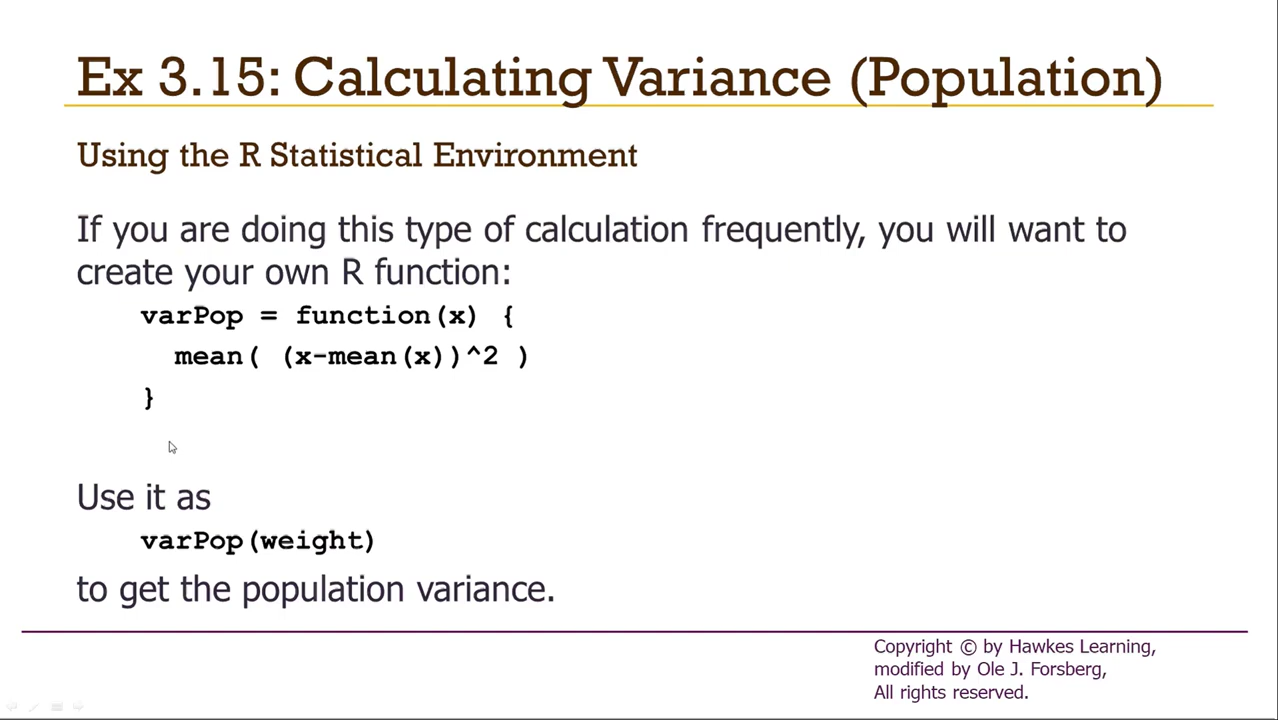 Ex 3.15: Calculating Variance (Population)
Using the R Statistical Environment
If you are doing this type of calculation frequently, you will want to
create your own R function:
varPop = function(x) {
mean( (x-mean(x))^2 )
}
Use it as
varPop(weight)
to get the population variance.
Copyright © by Hawkes Learning,
modified by Ole J. Forsberg,
All rights reserved.